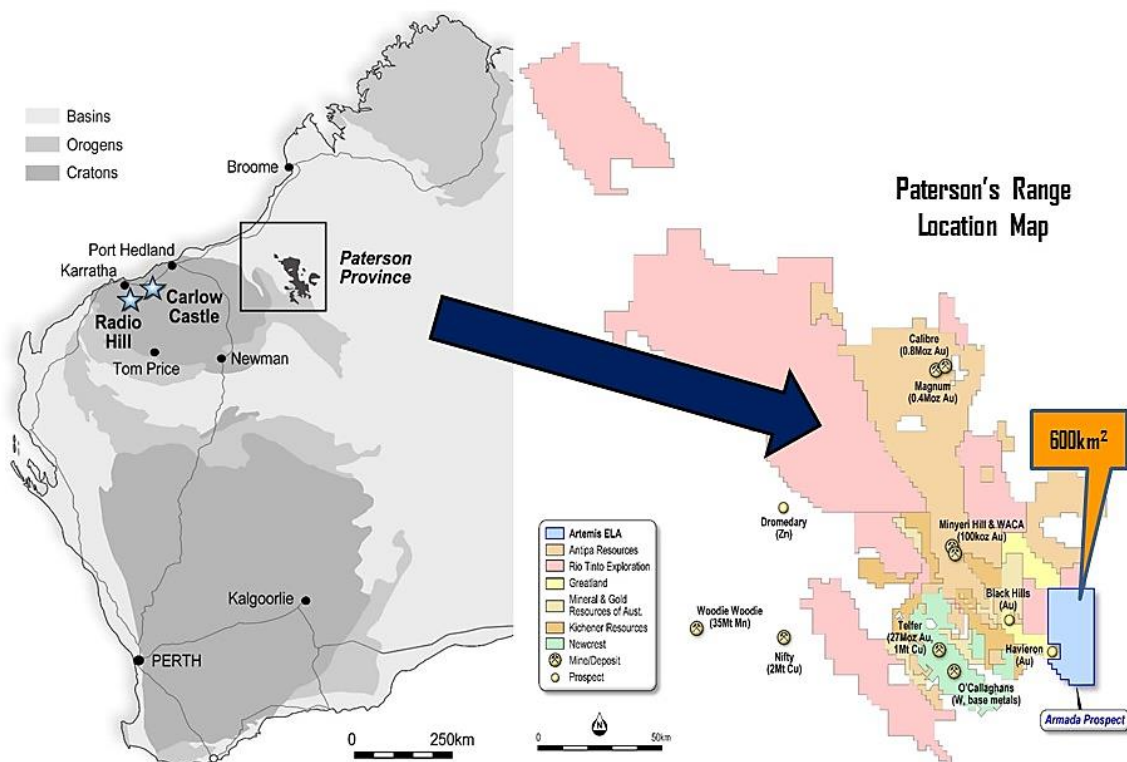 Basins
Orogens
Cratons
Broome
Port Hedland
Karratha
Paterson
Province
Carlow
Castle
Radio
Hill
Tom Price
Newman
Kalgoorlie
PERTH
0 250km
Paterson's Range
Location Map
Calibre
(0.8Moz Au)
Magnum
(0.4Moz Au)
600km²
Dromedary
(Zn)
Minyeri Hill & WACA
(100koz Au)
Black Hills
(Au)
Woodie Woodie
(35Mt Mn)
Nifty
(2Mt Cu)
Telfer
(27Moz Au,
1Mt Cu)
Havieron
(Au)
O'Callaghans
(W, base metals)
Armada Prospect
Artemis ELA
Antipa Resources
Rio Tinto Exploration
Greatland
Mineral & Gold
Resources of Aust.
Kichener Resources
Newcrest
Mine/Deposit
Prospect
N
0 50km